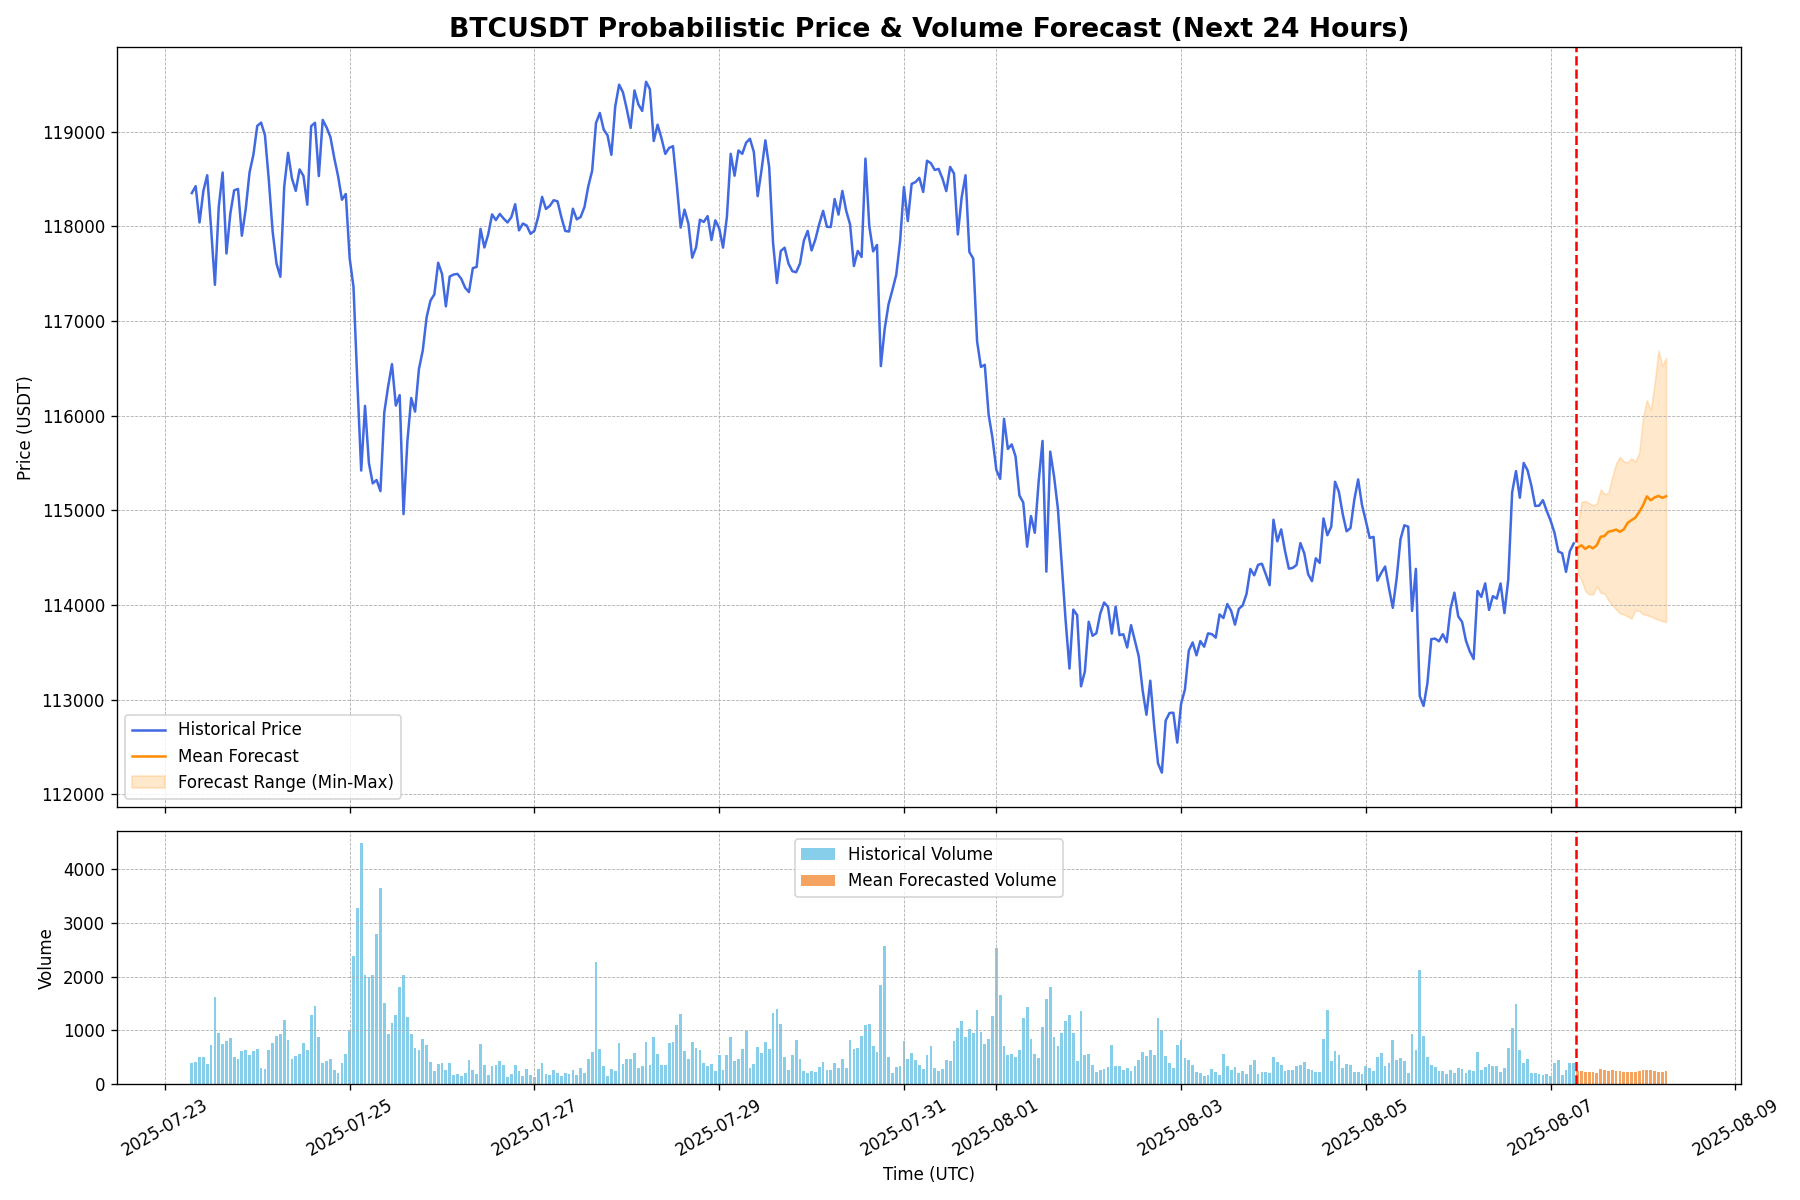 BTCUSDT Probabilistic Price & Volume Forecast (Next 24 Hours)
Price (USDT)
119000
118000
117000
116000
115000
114000
113000
112000
Historical Price
Mean Forecast
Forecast Range (Min-Max)
Volume
4000
3000
2000
1000
0
Historical Volume
Mean Forecasted Volume
2025-07-23
2025-07-25
2025-07-27
2025-07-29
2025-07-31
2025-08-01
2025-08-03
2025-08-05
2025-08-07
2025-08-09
Time (UTC)